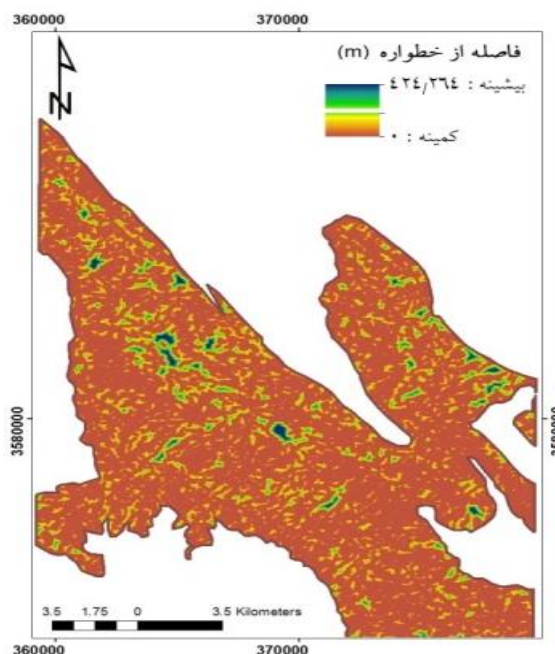 360000 370000
فاصله از خطواره (m)
بیشینه : ٤٢٤/٢٦٤
کمینه : ٠
N
3580000 3580000
3.5 1.75 0 3.5 Kilometers
360000 370000